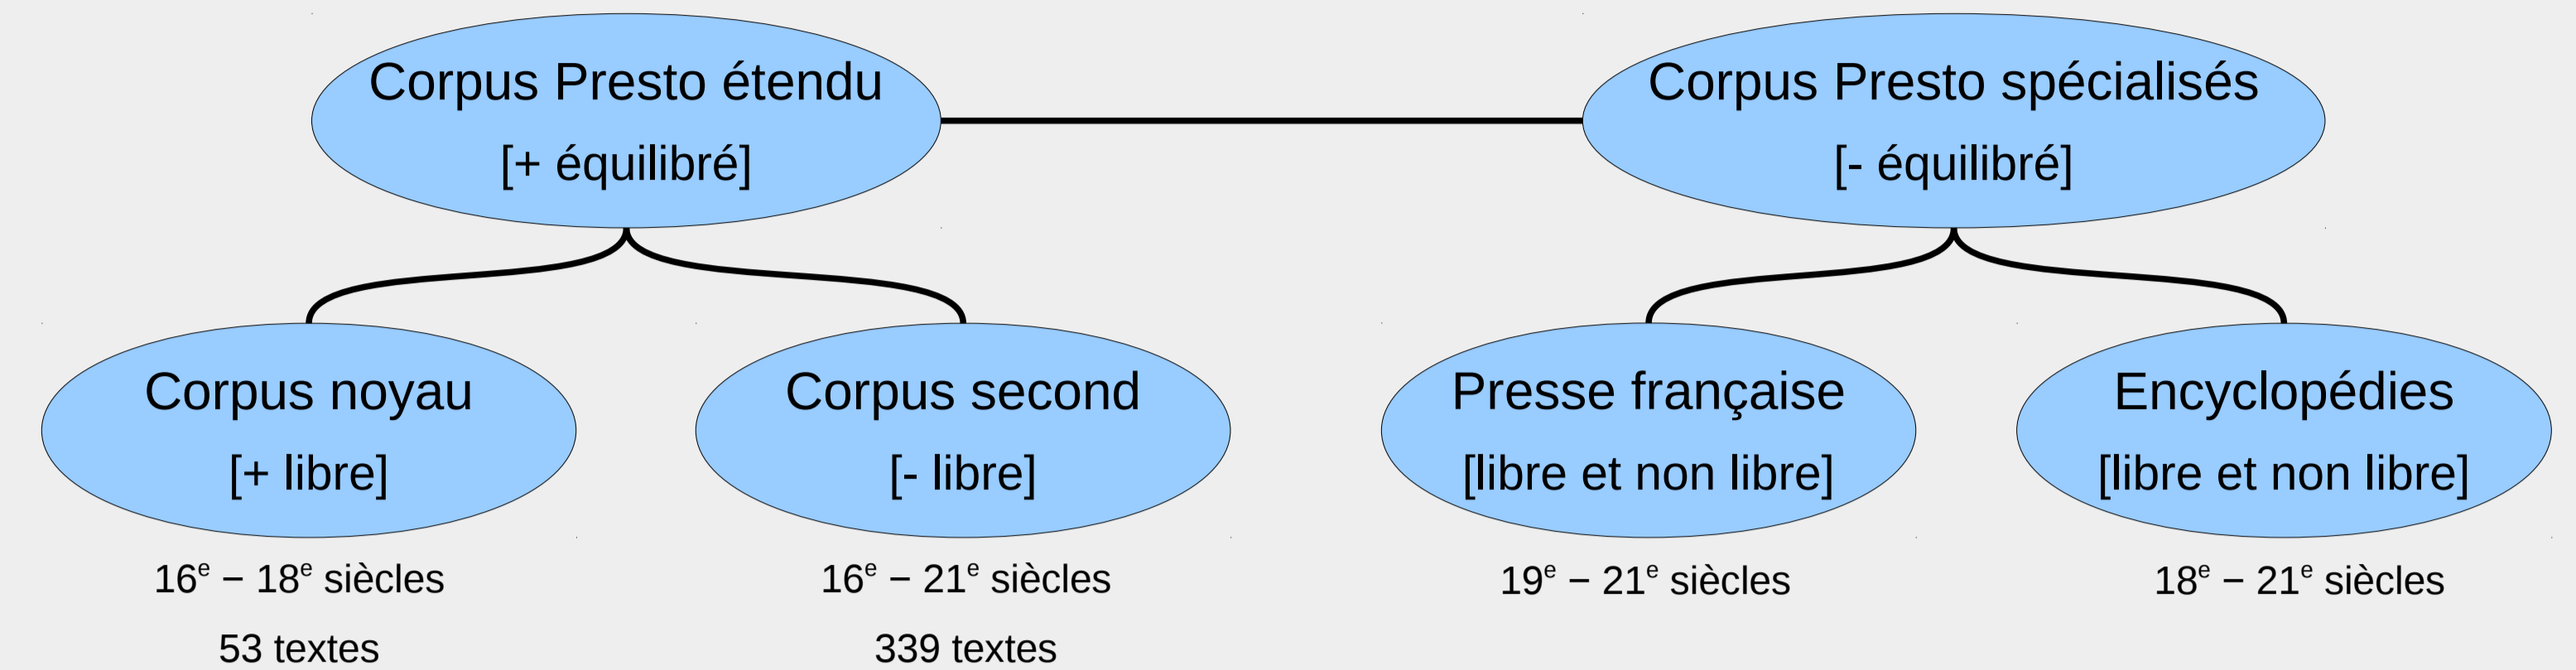 Corpus Presto étendu
[+ équilibré]
Corpus Presto spécialisés
[- équilibré]
Corpus noyau
[+ libre]
Corpus second
[- libre]
Presse française
[libre et non libre]
Encyclopédies
[libre et non libre]
16e – 18e siècles
53 textes
16e – 21e siècles
339 textes
19e – 21e siècles
18e – 21e siècles